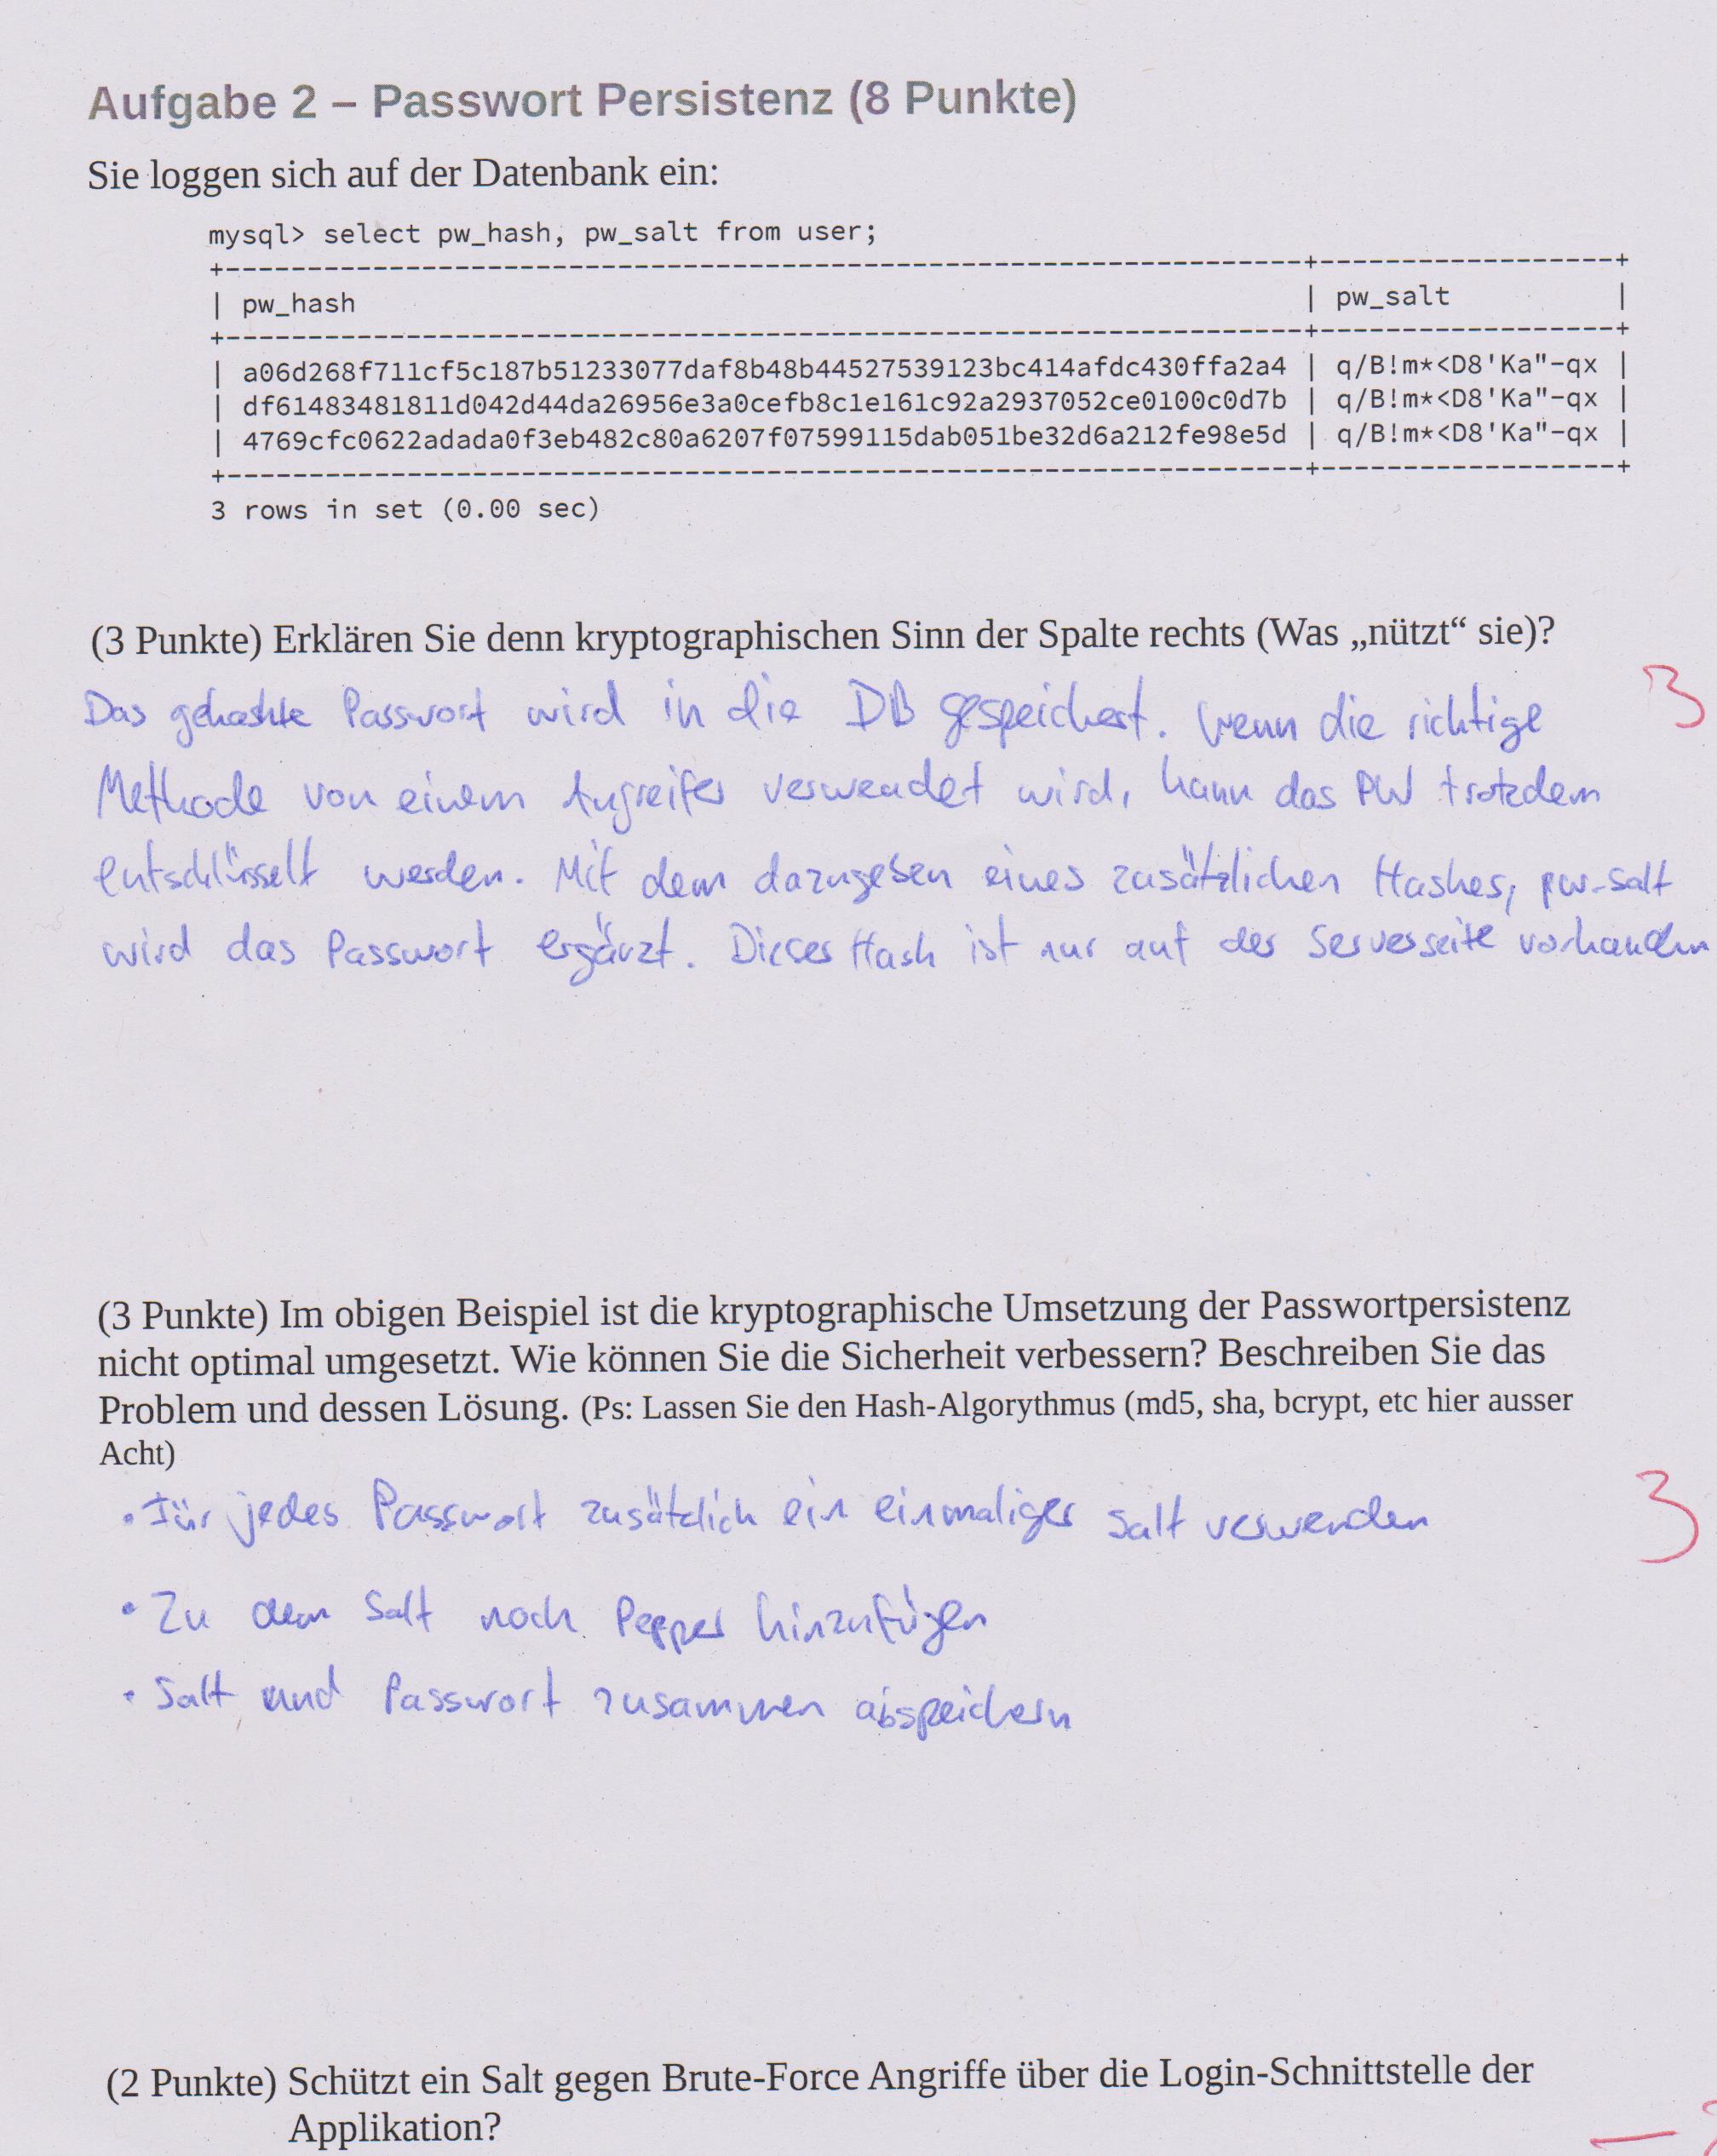 Aufgabe 2 – Passwort Persistenz (8 Punkte)
Sie loggen sich auf der Datenbank ein:
mysql> select pw_hash, pw_salt from user;
+------------------------------------------------------------------+------------------+
| pw_hash | pw_salt |
+------------------------------------------------------------------+------------------+
| a06d268f711cf5c187b51233077daf8b48b44527539123bc414afdc430ffa2a4 | q/B!m*<D8'Ka"-qx |
| df61483481811d042d44da26956e3a0cefb8c1e161c92a2937052ce0100c0d7b | q/B!m*<D8'Ka"-qx |
| 4769cfc0622adada0f3eb482c80a6207f07599115dab051be32d6a212fe98e5d | q/B!m*<D8'Ka"-qx |
+------------------------------------------------------------------+------------------+
3 rows in set (0.00 sec)
(3 Punkte) Erklären Sie denn kryptographischen Sinn der Spalte rechts (Was „nützt“ sie)?
3
Das gehashte Passwort wird in die DB gespeichert. Wenn die richtige
Methode von einem Angreifer verwendet wird, kann das PW trotzdem
entschlüsselt werden. Mit dem dazugeben eines zusätzlichen Hashes, pw-salt
wird das Passwort ergänzt. Dieser Hash ist nur auf der Serverseite vorhanden
(3 Punkte) Im obigen Beispiel ist die kryptographische Umsetzung der Passwortpersistenz
nicht optimal umgesetzt. Wie können Sie die Sicherheit verbessern? Beschreiben Sie das
Problem und dessen Lösung. (Ps: Lassen Sie den Hash-Algorythmus (md5, sha, bcrypt, etc hier ausser
Acht)
3
• Für jedes Passwort zusätzlich ein einmaliger Salt verwenden
• Zu dem Salt noch Pepper hinzufügen
• Salt und Passwort zusammen abspeichern
(2 Punkte) Schützt ein Salt gegen Brute-Force Angriffe über die Login-Schnittstelle der
Applikation?